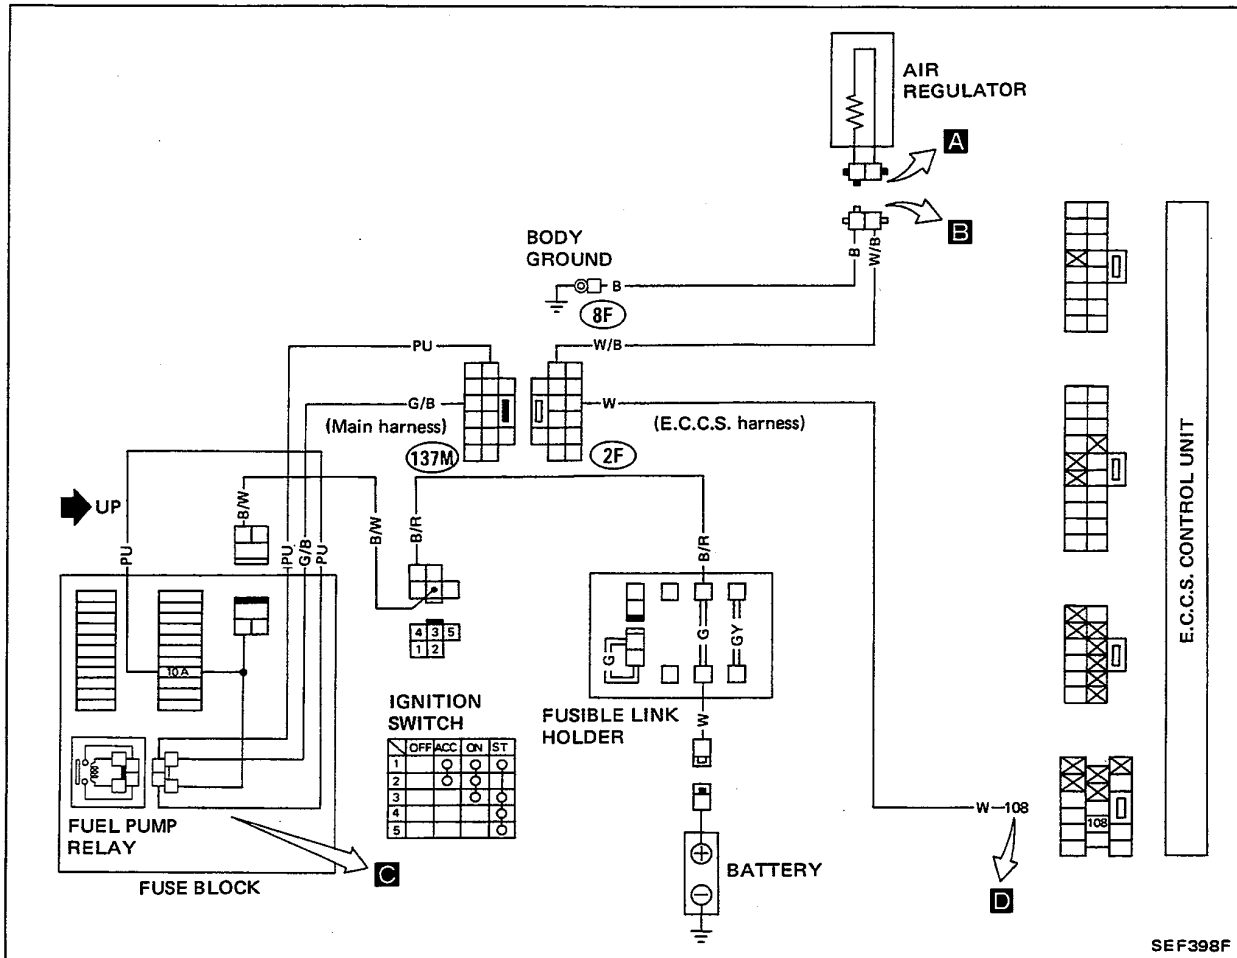 AIR
REGULATOR
A
B
BODY
GROUND
B
W/B
B
8F
PU
W/B
G/B
W
(Main harness)
(E.C.C.S. harness)
137M
2F
UP
B/W
B/W
B/R
B/R
PU
PU
G/B
PU
4 3 5
1 2
10A
G
G
GY
IGNITION
SWITCH
OFF ACC ON ST
1
2
3
4
5
FUSIBLE LINK
HOLDER
W
FUEL PUMP
RELAY
FUSE BLOCK
C
BATTERY
W 108
108
D
E.C.C.S. CONTROL UNIT
SEF398F